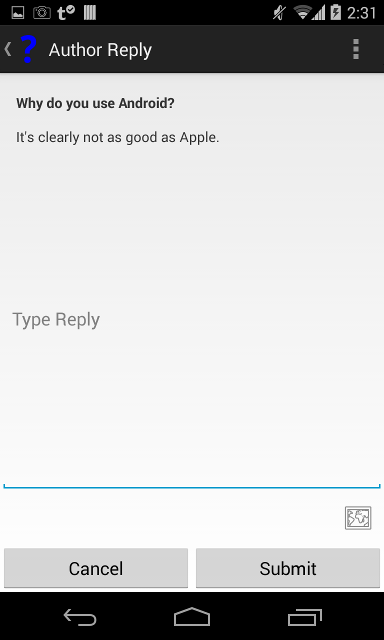 2:31
Author Reply
Why do you use Android?
It's clearly not as good as Apple.
Type Reply
Cancel Submit